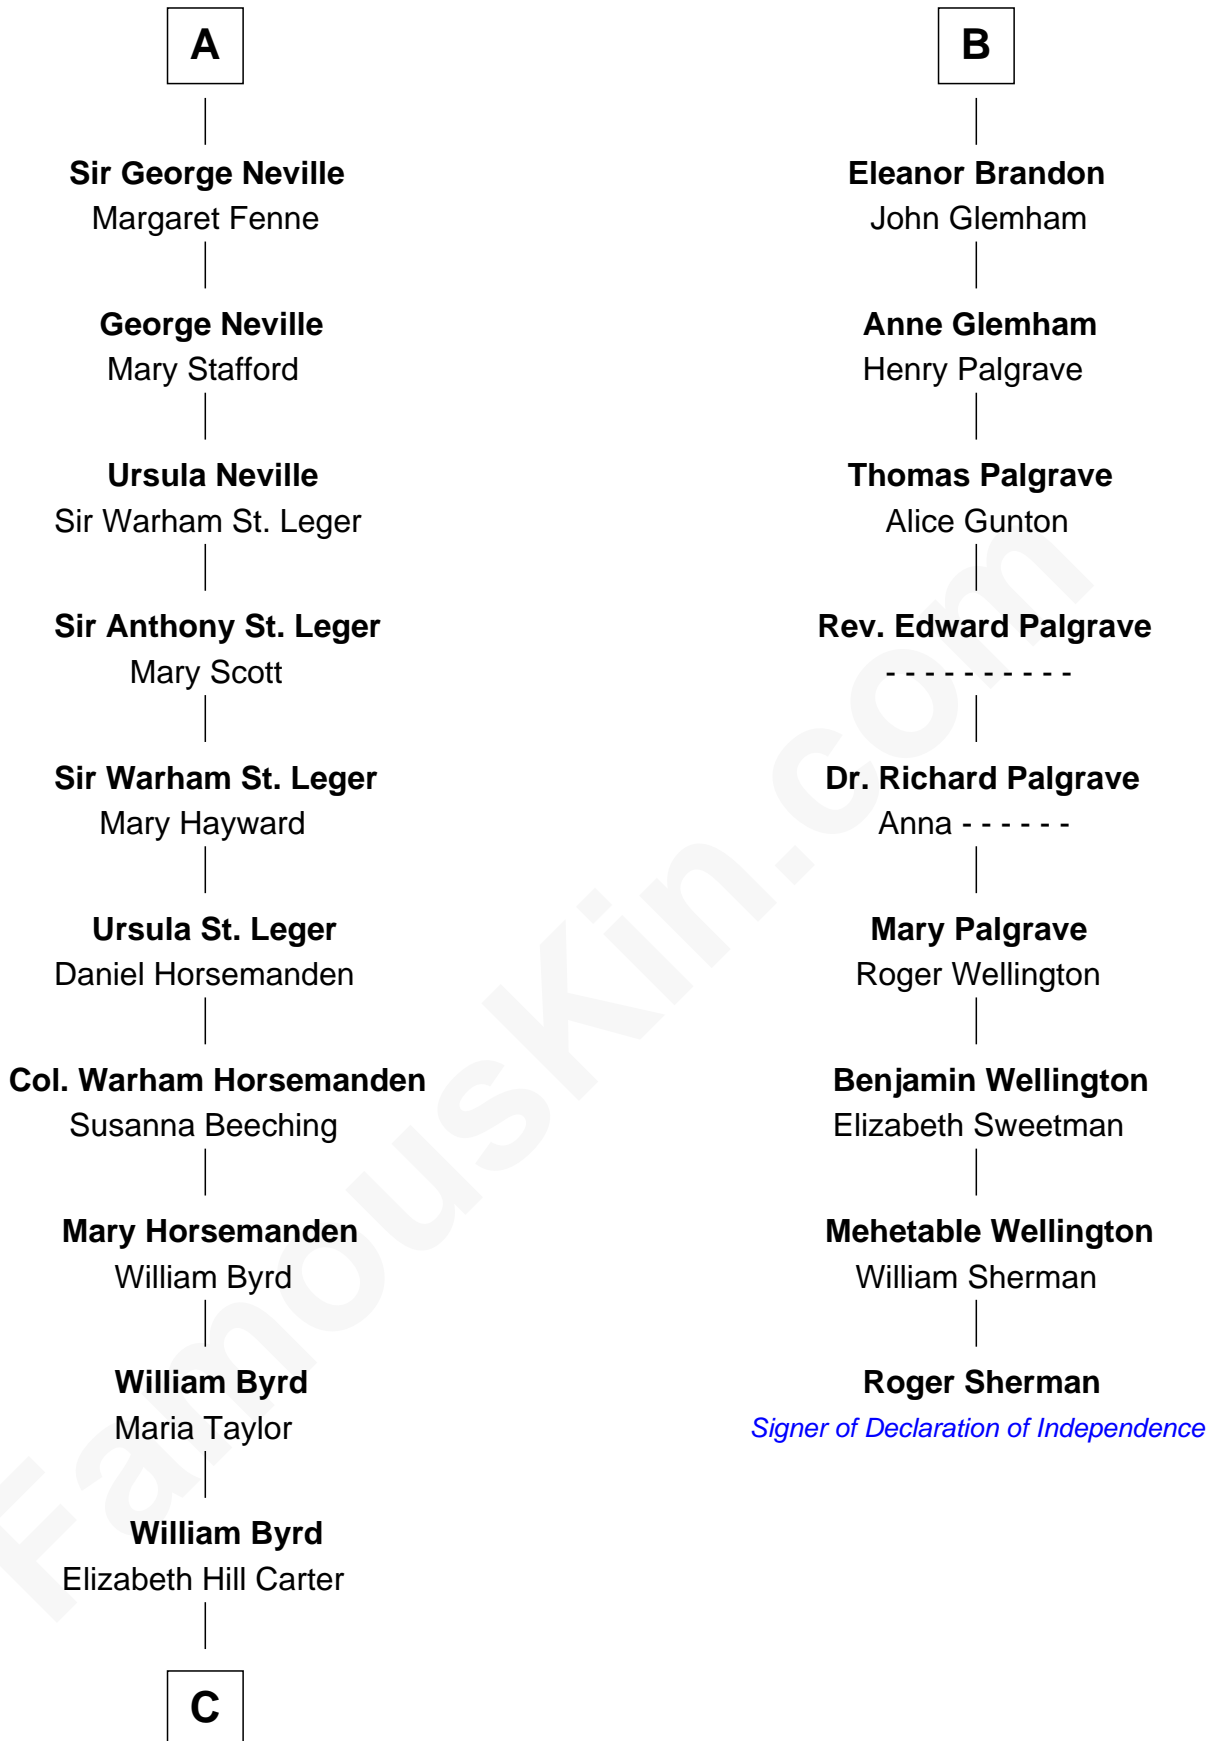 A
Sir George Neville
Margaret Fenne
George Neville
Mary Stafford
Ursula Neville
Sir Warham St. Leger
Sir Anthony St. Leger
Mary Scott
Sir Warham St. Leger
Mary Hayward
Ursula St. Leger
Daniel Horsemanden
Col. Warham Horsemanden
Susanna Beeching
Mary Horsemanden
William Byrd
William Byrd
Maria Taylor
William Byrd
Elizabeth Hill Carter
C
B
Eleanor Brandon
John Glemham
Anne Glemham
Henry Palgrave
Thomas Palgrave
Alice Gunton
Rev. Edward Palgrave
- - - - - - - - - -
Dr. Richard Palgrave
Anna - - - - - -
Mary Palgrave
Roger Wellington
Benjamin Wellington
Elizabeth Sweetman
Mehetable Wellington
William Sherman
Roger Sherman
Signer of Declaration of Independence
FamousKin.com